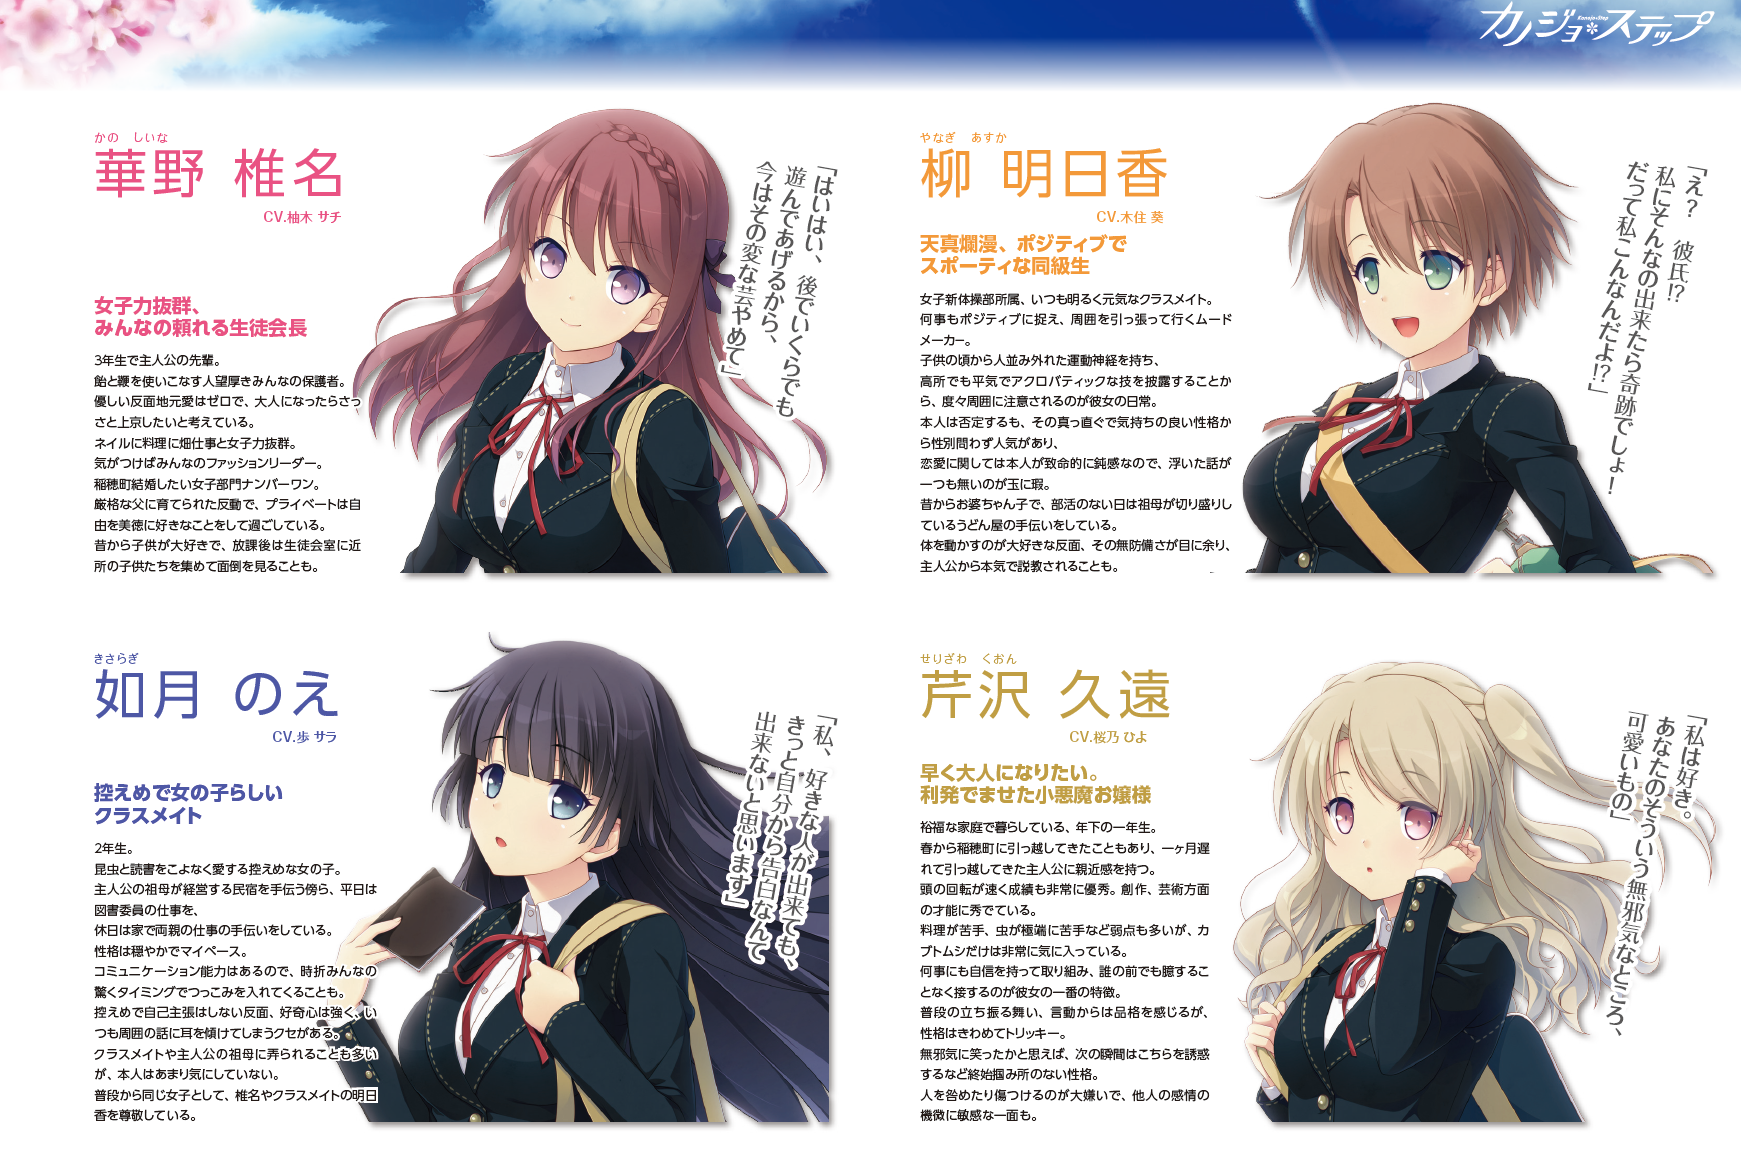 カノジョ*ステップ
Kanojo*Step
かの しいな
華野 椎名
CV.柚木 サチ
女子力抜群、
みんなの頼れる生徒会長
3年生で主人公の先輩。
飴と鞭を使いこなす人望厚きみんなの保護者。
優しい反面地元愛はゼロで、大人になったらさっ
さと上京したいと考えている。
ネイルに料理に畑仕事と女子力抜群。
気がつけばみんなのファッションリーダー。
稲穂町結婚したい女子部門ナンバーワン。
厳格な父に育てられた反動で、プライベートは自
由を美徳に好きなことをして過ごしている。
昔から子供が大好きで、放課後は生徒会室に近
所の子供たちを集めて面倒を見ることも。
「はいはい、後でいくらでも
遊んであげるから、
今はその変な芸やめて」
やなぎ あすか
柳 明日香
CV.木住 葵
天真爛漫、ポジティブで
スポーティな同級生
女子新体操部所属、いつも明るく元気なクラスメイト。
何事もポジティブに捉え、周囲を引っ張って行くムード
メーカー。
子供の頃から人並み外れた運動神経を持ち、
高所でも平気でアクロバティックな技を披露することか
ら、度々周囲に注意されるのが彼女の日常。
本人は否定するも、その真っ直ぐで気持ちの良い性格か
ら性別問わず人気があり、
恋愛に関しては本人が致命的に鈍感なので、浮いた話が
一つも無いのが玉に瑕。
昔からお婆ちゃん子で、部活のない日は祖母が切り盛りし
ているうどん屋の手伝いをしている。
体を動かすのが大好きな反面、その無防備さが目に余り、
主人公から本気で説教されることも。
「え? 彼氏!?
私にそんなの出来たら奇跡でしょ!
だって私こんなんだよ!?」
きさらぎ
如月 のえ
CV.歩 サラ
控えめで女の子らしい
クラスメイト
2年生。
昆虫と読書をこよなく愛する控えめな女の子。
主人公の祖母が経営する民宿を手伝う傍ら、平日は
図書委員の仕事を、
休日は家で両親の仕事の手伝いをしている。
性格は穏やかでマイペース。
コミュニケーション能力はあるので、時折みんなの
驚くタイミングでつっこみを入れてくることも。
控えめで自己主張はしない反面、好奇心は強く、い
つも周囲の話に耳を傾けてしまうクセがある。
クラスメイトや主人公の祖母に弄られることも多い
が、本人はあまり気にしていない。
普段から同じ女子として、椎名やクラスメイトの明日
香を尊敬している。
「私、好きな人が出来ても、
きっと自分から告白なんて
出来ないと思います」
せりざわ くおん
芹沢 久遠
CV.桜乃 ひよ
早く大人になりたい。
利発でませた小悪魔お嬢様
裕福な家庭で暮らしている、年下の一年生。
春から稲穂町に引っ越してきたこともあり、一ヶ月遅
れて引っ越してきた主人公に親近感を持つ。
頭の回転が速く成績も非常に優秀。創作、芸術方面
の才能に秀でている。
料理が苦手、虫が極端に苦手など弱点も多いが、カ
ブトムシだけは非常に気に入っている。
何事にも自信を持って取り組み、誰の前でも臆するこ
となく接するのが彼女の一番の特徴。
普段の立ち振る舞い、言動からは品格を感じるが、
性格はきわめてトリッキー。
無邪気に笑ったかと思えば、次の瞬間はこちらを誘惑
するなど終始掴み所のない性格。
人を咎めたり傷つけるのが大嫌いで、他人の感情の
機微に敏感な一面も。
「私は好き。
あなたのそういう無邪気なところ、
可愛いもの」